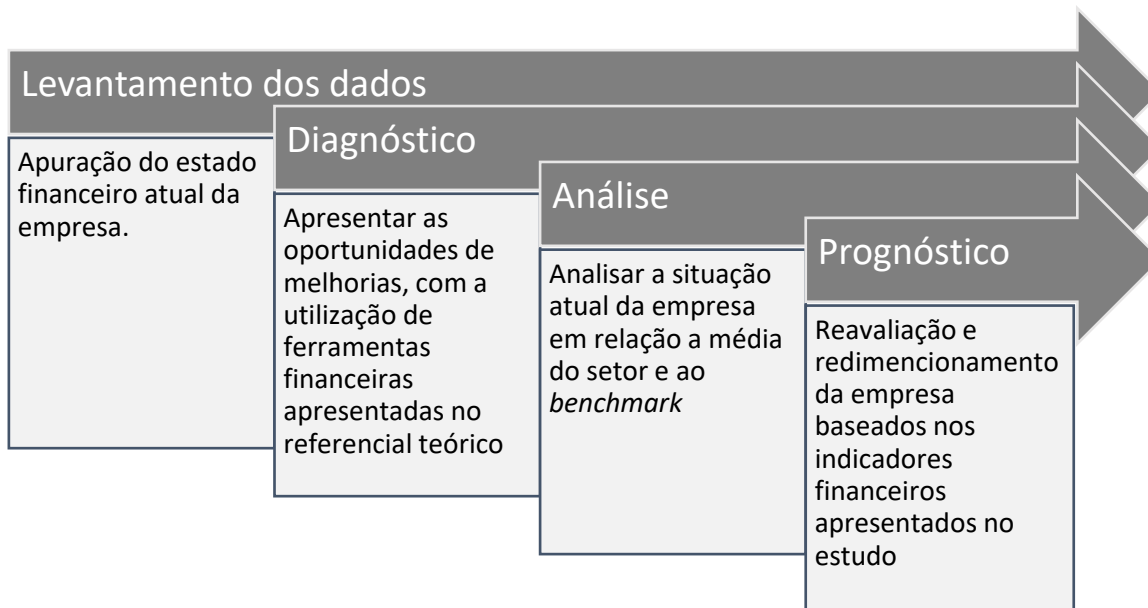 Levantamento dos dados
Apuração do estado
financeiro atual da
empresa.
Diagnóstico
Apresentar as
oportunidades de
melhorias, com a
utilização de
ferramentas
financeiras
apresentadas no
referencial teórico
Análise
Analisar a situação
atual da empresa
em relação a média
do setor e ao
benchmark
Prognóstico
Reavaliação e
redimencionamento
da empresa
baseados nos
indicadores
financeiros
apresentados no
estudo